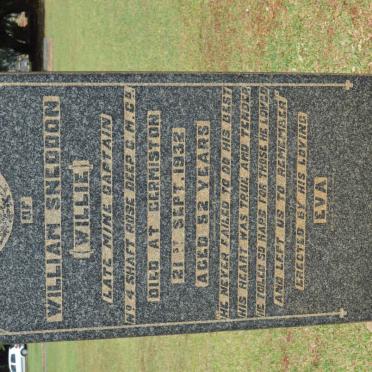 WILLIAM SNEDDON
(WILLIE)
LATE MINE CAPTAIN
Nº 4 SHAFT ROSE DEEP G.M.Cº
DIED AT GERMISTON
21ST SEPT. 1932
AGED 52 YEARS
HE NEVER FAILED TO DO HIS BEST
HIS HEART WAS TRUE AND TENDER
HE TOILED SO HARD FOR THOSE HE LOVED
AND LEFT US TO REMEMBER
ERECTED BY HIS LOVING
EVA